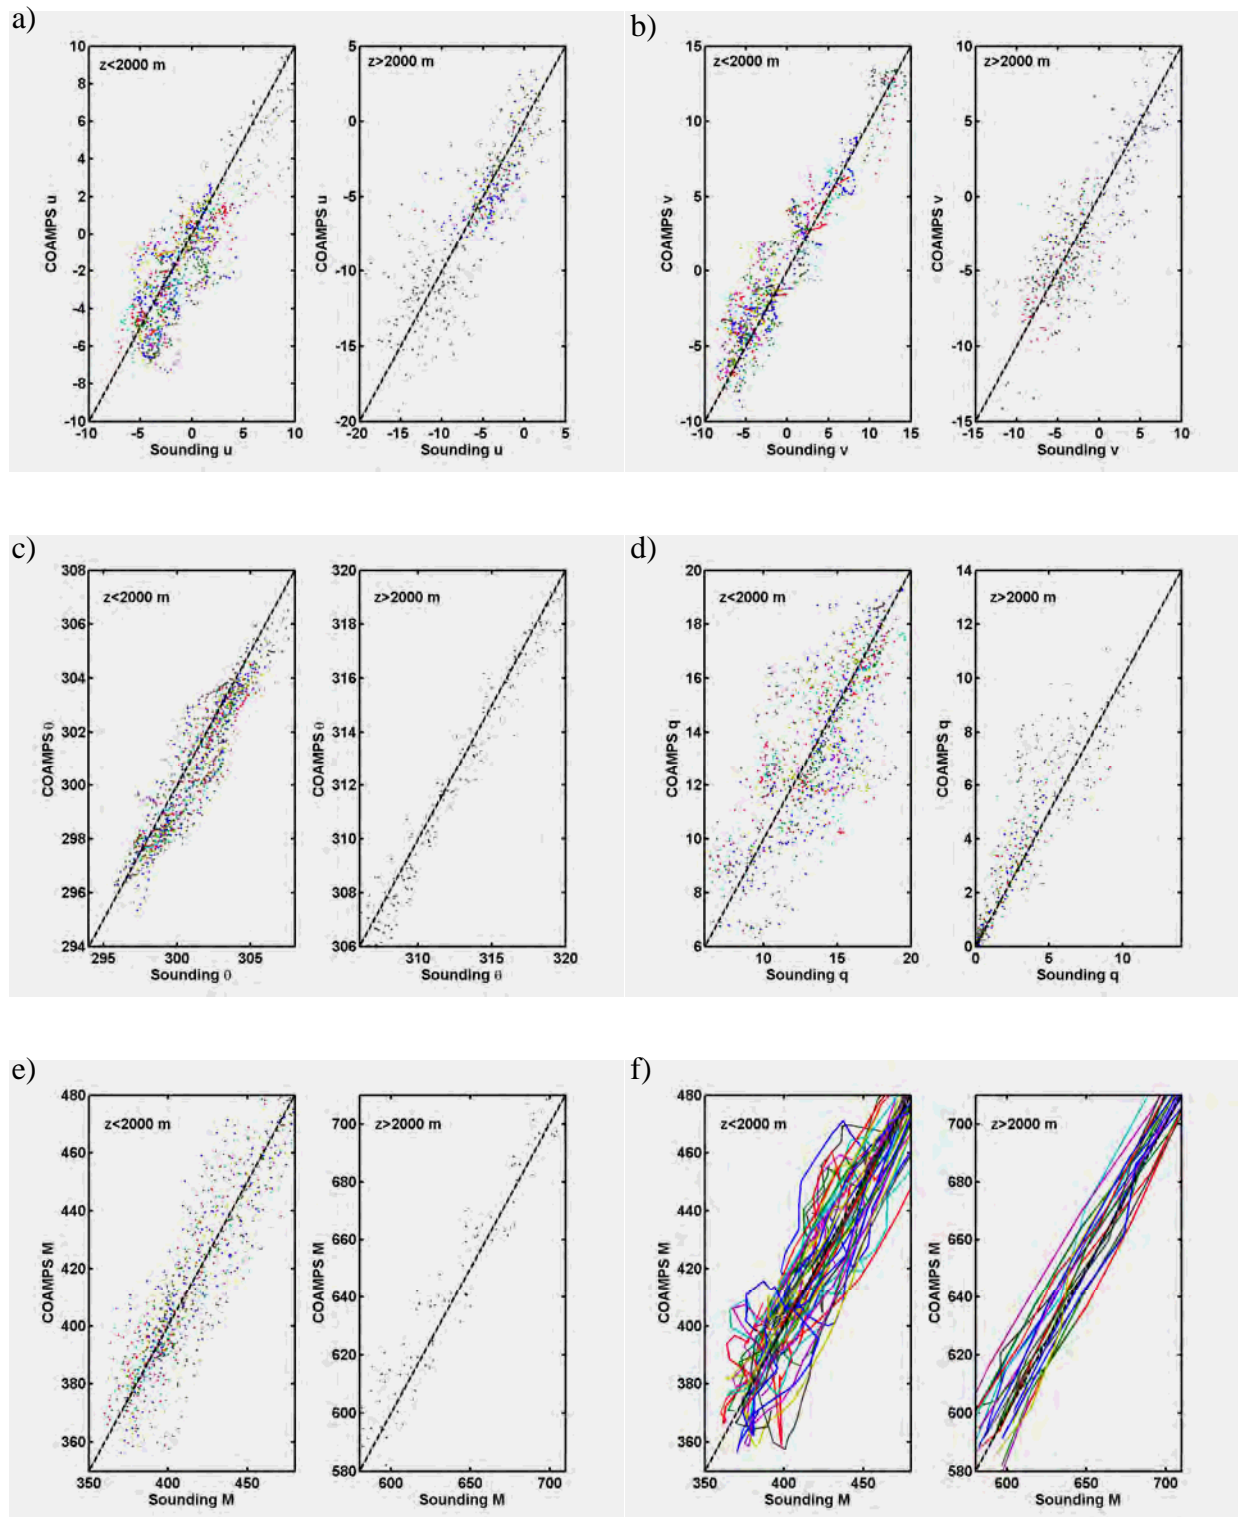 a)
z<2000 m
10
8
6
4
2
0
-2
-4
-6
-8
-10
-10 -5 0 5 10
COAMPS u
Sounding u
z>2000 m
5
0
-5
-10
-15
-20
-20 -15 -10 -5 0 5
COAMPS u
Sounding u
b)
z<2000 m
15
10
5
0
-5
-10
-10 -5 0 5 10 15
COAMPS v
Sounding v
z>2000 m
10
5
0
-5
-10
-15
-15 -10 -5 0 5 10
COAMPS v
Sounding v
c)
z<2000 m
308
306
304
302
300
298
296
294
295 300 305
COAMPS θ
Sounding θ
z>2000 m
320
318
316
314
312
310
308
306
310 315 320
COAMPS θ
Sounding θ
d)
z<2000 m
20
18
16
14
12
10
8
6
10 15 20
COAMPS q
Sounding q
z>2000 m
14
12
10
8
6
4
2
0
0 5 10
COAMPS q
Sounding q
e)
z<2000 m
480
460
440
420
400
380
360
350 400 450
COAMPS M
Sounding M
z>2000 m
700
680
660
640
620
600
580
600 650 700
COAMPS M
Sounding M
f)
z<2000 m
480
460
440
420
400
380
360
350 400 450
COAMPS M
Sounding M
z>2000 m
700
680
660
640
620
600
580
600 650 700
COAMPS M
Sounding M